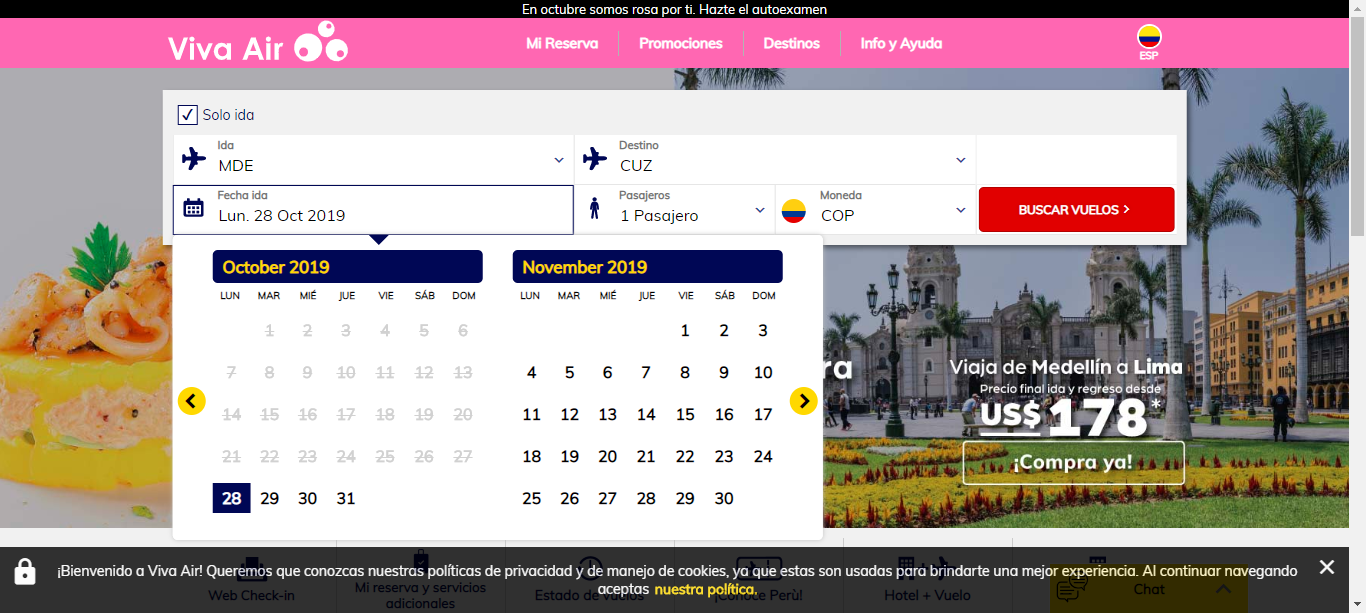 En octubre somos rosa por ti. Hazte el autoexamen
Viva Air
Mi Reserva
Promociones
Destinos
Info y Ayuda
ESP
Solo ida
Ida
MDE
Destino
CUZ
Fecha ida
Lun. 28 Oct 2019
Pasajeros
1 Pasajero
Moneda
COP
BUSCAR VUELOS
October 2019
LUN MAR MIÉ JUE VIE SÁB DOM
1 2 3 4 5 6
7 8 9 10 11 12 13
14 15 16 17 18 19 20
21 22 23 24 25 26 27
28 29 30 31
November 2019
LUN MAR MIÉ JUE VIE SÁB DOM
1 2 3
4 5 6 7 8 9 10
11 12 13 14 15 16 17
18 19 20 21 22 23 24
25 26 27 28 29 30
ra
Viaja de Medellín a Lima
Precio final ida y regreso desde
US$ 178*
¡Compra ya!
¡Bienvenido a Viva Air! Queremos que conozcas nuestras políticas de privacidad y de manejo de cookies, ya que estas son usadas para brindarte una mejor experiencia. Al continuar navegando
aceptas nuestra política.
Web Check-in
Mi reserva y servicios
adicionales
Estado de vuelos
¡Conoce Perù!
Hotel + Vuelo
Chat